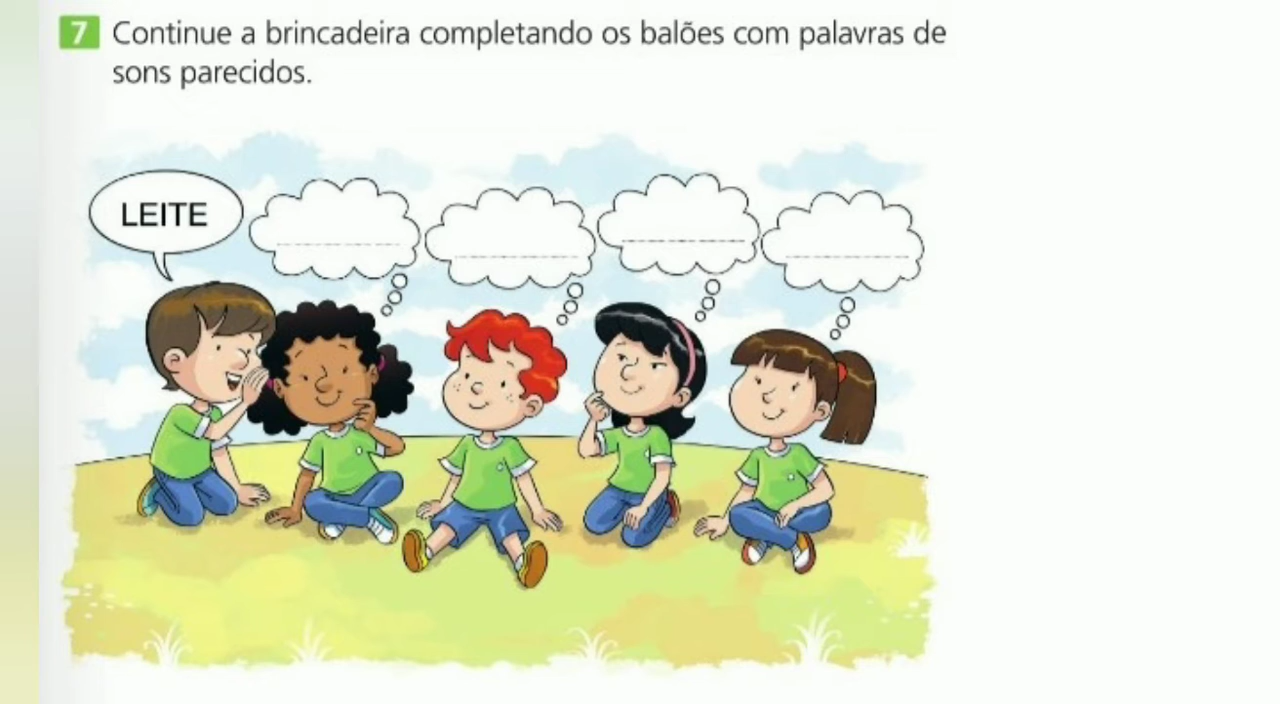 7 Continue a brincadeira completando os balões com palavras de
sons parecidos.
LEITE